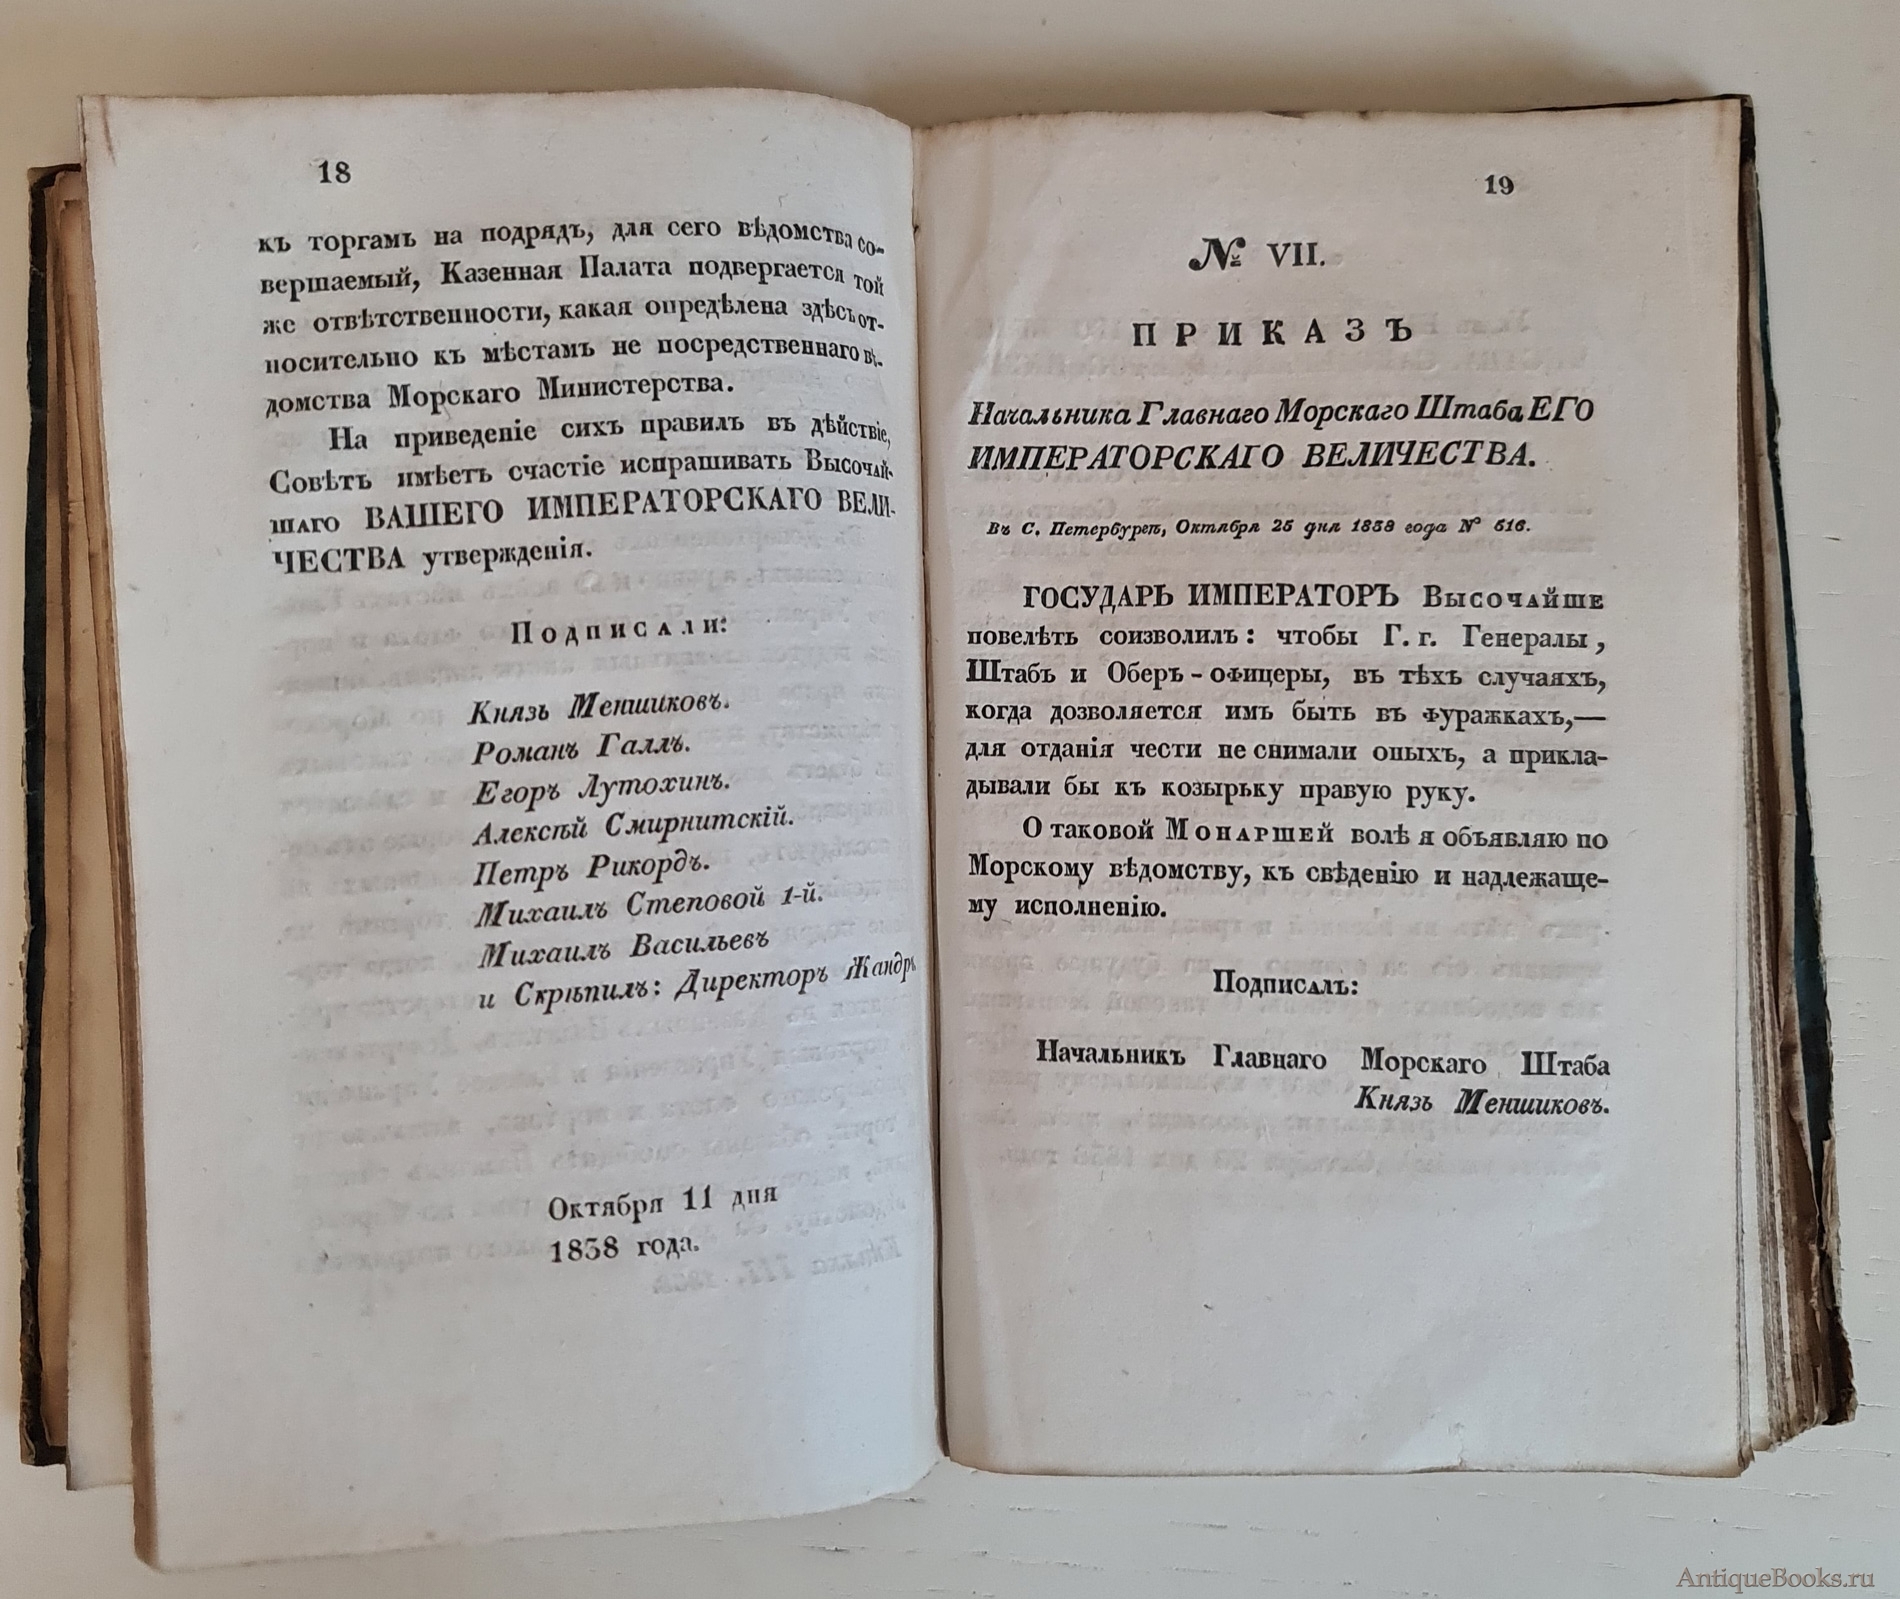 18
къ торгамъ на подрядъ, для сего вѣдомства со-
вершаемый, Казенная Палата подвергается той
же отвѣтственности, какая опредѣлена здѣсь от-
носительно къ мѣстамъ не посредственнаго вѣ-
домства Морскаго Министерства.
На приведеніе сихъ правилъ въ дѣйствіе,
Совѣтъ имѣетъ счастіе испрашивать Высочай-
шаго ВАШЕГО ИМПЕРАТОРСКАГО ВЕЛИ-
ЧЕСТВА утвержденія.
Подписали:
Князь Меншиковъ.
Романъ Галлъ.
Егоръ Лутохинъ.
Алексѣй Смирнитскій.
Петръ Рикордъ.
Михаилъ Степовой 1-й.
Михаилъ Васильевъ
и Скрѣпилъ: Директоръ Жандръ
Октября 11 дня
1838 года.
19
№ VII.
ПРИКАЗЪ
Начальника Главнаго Морскаго Штаба ЕГО
ИМПЕРАТОРСКАГО ВЕЛИЧЕСТВА.
Въ С. Петербургѣ, Октября 25 дня 1838 года № 516.
ГОСУДАРЬ ИМПЕРАТОРЪ Высочайше
повелѣть соизволилъ: чтобы Г. г. Генералы,
Штабъ и Оберъ-офицеры, въ тѣхъ случаяхъ,
когда дозволяется имъ быть въ фуражкахъ,—
для отданія чести не снимали оныхъ, а прикла-
дывали бы къ козырьку правую руку.
О таковой Монаршей волѣ я объявляю по
Морскому вѣдомству, къ свѣденію и надлежаще-
му исполненію.
Подписалъ:
Начальникъ Главнаго Морскаго Штаба
Князь Меншиковъ.
AntiqueBooks.ru